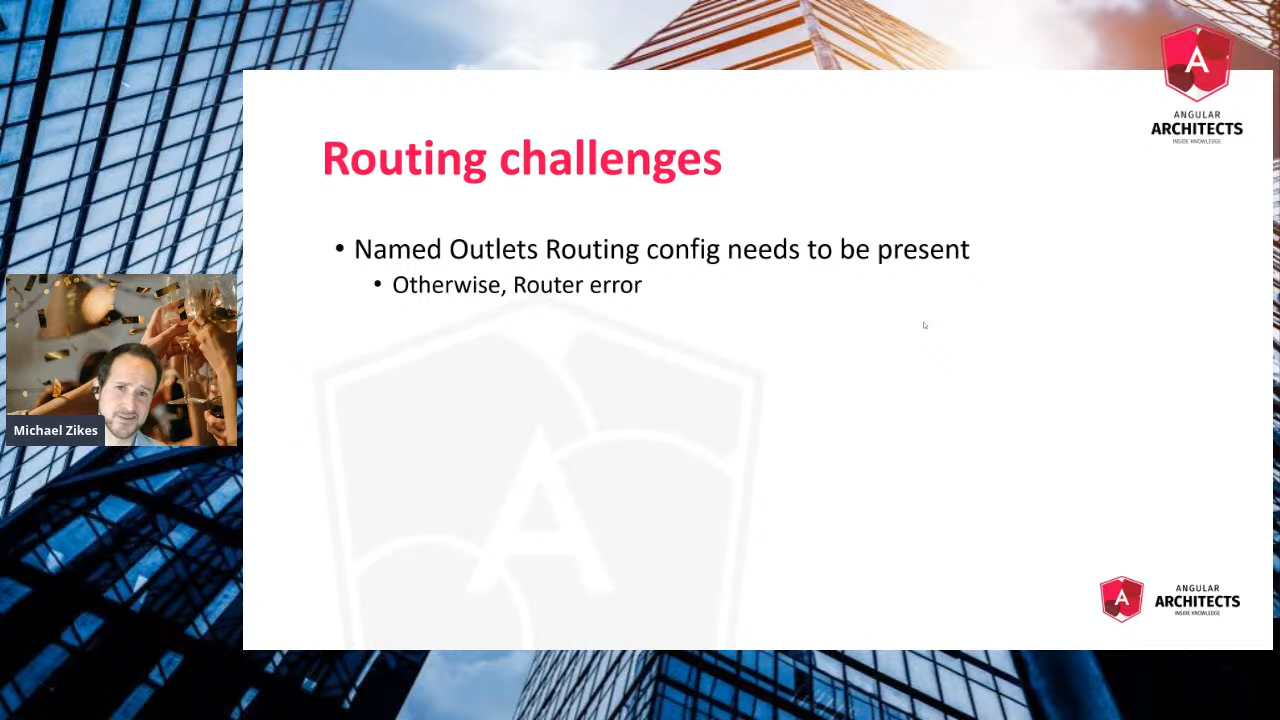 ANGULAR
ARCHITECTS
INSIDE KNOWLEDGE
Routing challenges
• Named Outlets Routing config needs to be present
• Otherwise, Router error
Michael Zikes
ANGULAR
ARCHITECTS
INSIDE KNOWLEDGE